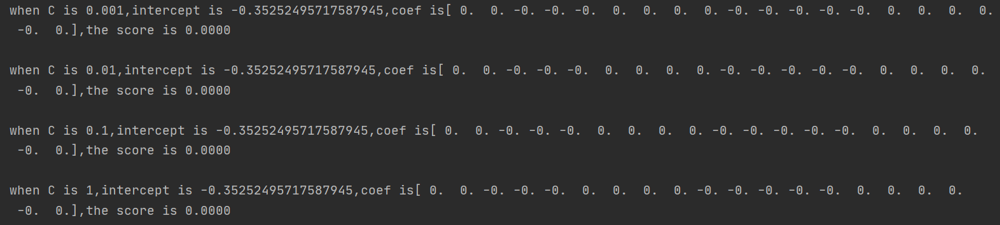 when C is 0.001,intercept is -0.35252495717587945,coef is[ 0.  0. -0. -0. -0.  0.  0.  0.  0. -0. -0. -0. -0. -0.  0.  0.  0.  0.
 -0.  0.],the score is 0.0000
when C is 0.01,intercept is -0.35252495717587945,coef is[ 0.  0. -0. -0. -0.  0.  0.  0.  0. -0. -0. -0. -0. -0.  0.  0.  0.  0.
 -0.  0.],the score is 0.0000
when C is 0.1,intercept is -0.35252495717587945,coef is[ 0.  0. -0. -0. -0.  0.  0.  0.  0. -0. -0. -0. -0. -0.  0.  0.  0.  0.
 -0.  0.],the score is 0.0000
when C is 1,intercept is -0.35252495717587945,coef is[ 0.  0. -0. -0. -0.  0.  0.  0.  0. -0. -0. -0. -0. -0.  0.  0.  0.  0.
 -0.  0.],the score is 0.0000